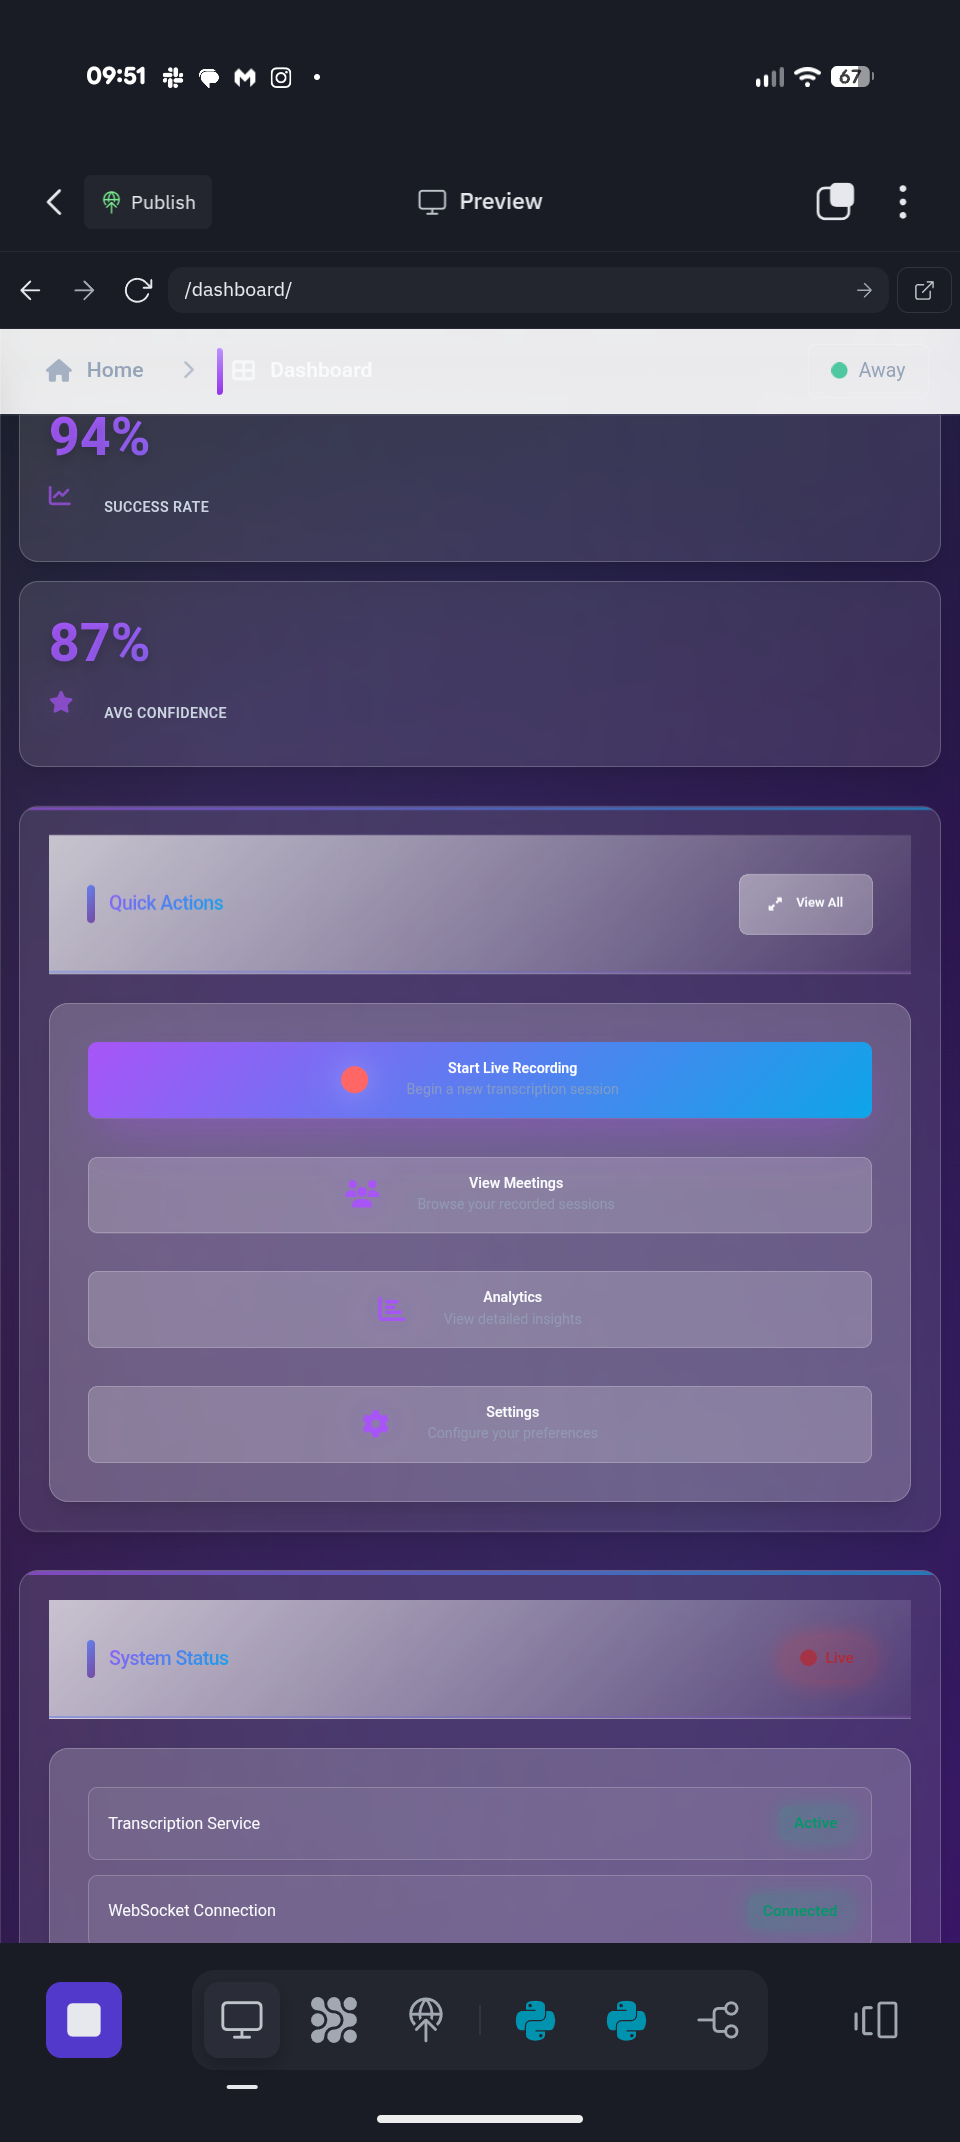 09:51
67
Publish
Preview
/dashboard/
Home
Dashboard
Away
94%
SUCCESS RATE
87%
AVG CONFIDENCE
Quick Actions
View All
Start Live Recording
Begin a new transcription session
View Meetings
Browse your recorded sessions
Analytics
View detailed insights
Settings
Configure your preferences
System Status
Live
Transcription Service
Active
WebSocket Connection
Connected